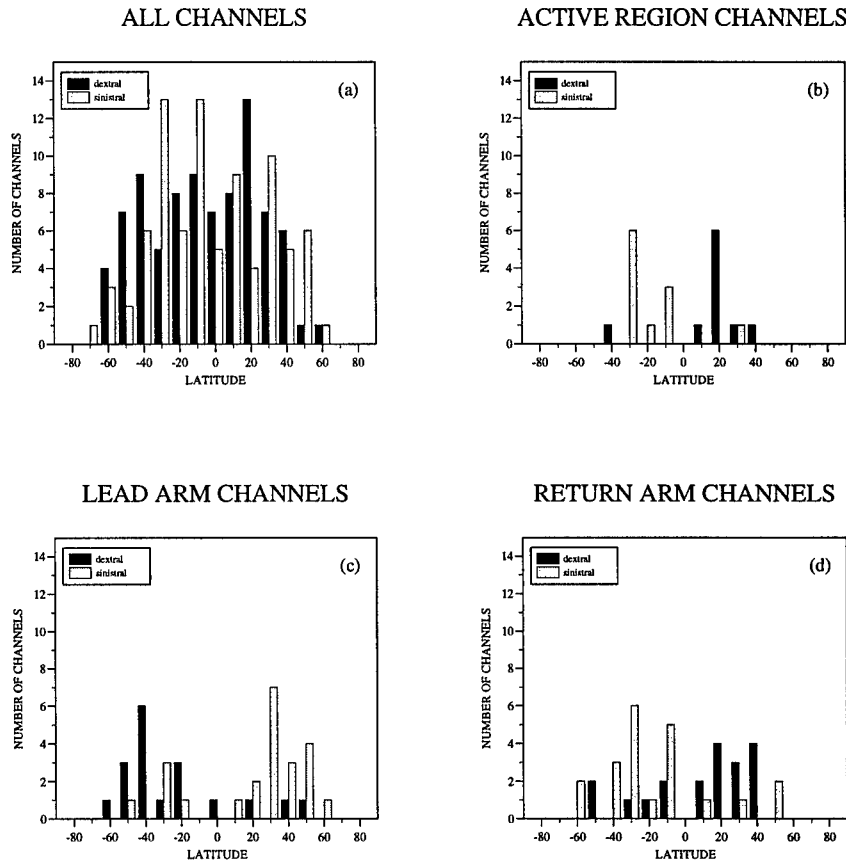 ALL CHANNELS
ACTIVE REGION CHANNELS
dextral
sinistral
(a)
NUMBER OF CHANNELS
14
12
10
8
6
4
2
0
-80 -60 -40 -20 0 20 40 60 80
LATITUDE
dextral
sinistral
(b)
NUMBER OF CHANNELS
14
12
10
8
6
4
2
0
-80 -60 -40 -20 0 20 40 60 80
LATITUDE
LEAD ARM CHANNELS
RETURN ARM CHANNELS
dextral
sinistral
(c)
NUMBER OF CHANNELS
14
12
10
8
6
4
2
0
-80 -60 -40 -20 0 20 40 60 80
LATITUDE
dextral
sinistral
(d)
NUMBER OF CHANNELS
14
12
10
8
6
4
2
0
-80 -60 -40 -20 0 20 40 60 80
LATITUDE